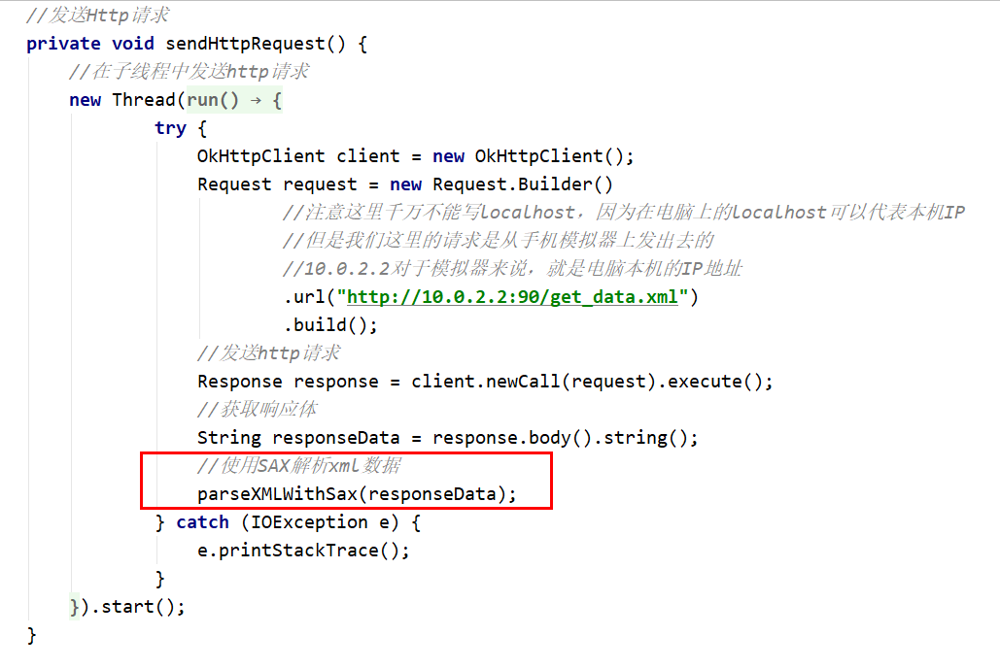 //发送Http请求
private void sendHttpRequest() {
//在子线程中发送http请求
new Thread(run() → {
try {
OkHttpClient client = new OkHttpClient();
Request request = new Request.Builder()
//注意这里千万不能写localhost，因为在电脑上的localhost可以代表本机IP
//但是我们这里的请求是从手机模拟器上发出去的
//10.0.2.2对于模拟器来说，就是电脑本机的IP地址
.url("http://10.0.2.2:90/get_data.xml")
.build();
//发送http请求
Response response = client.newCall(request).execute();
//获取响应体
String responseData = response.body().string();
//使用SAX解析xml数据
parseXMLWithSax(responseData);
} catch (IOException e) {
e.printStackTrace();
}
}).start();
}